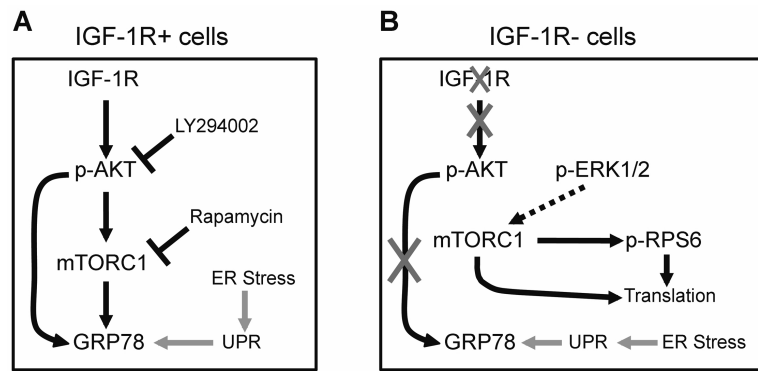 A
IGF-1R+ cells
IGF-1R
LY294002
p-AKT
Rapamycin
mTORC1
ER Stress
GRP78
UPR
B
IGF-1R- cells
IGF-1R
p-AKT
p-ERK1/2
mTORC1
p-RPS6
Translation
GRP78
UPR
ER Stress